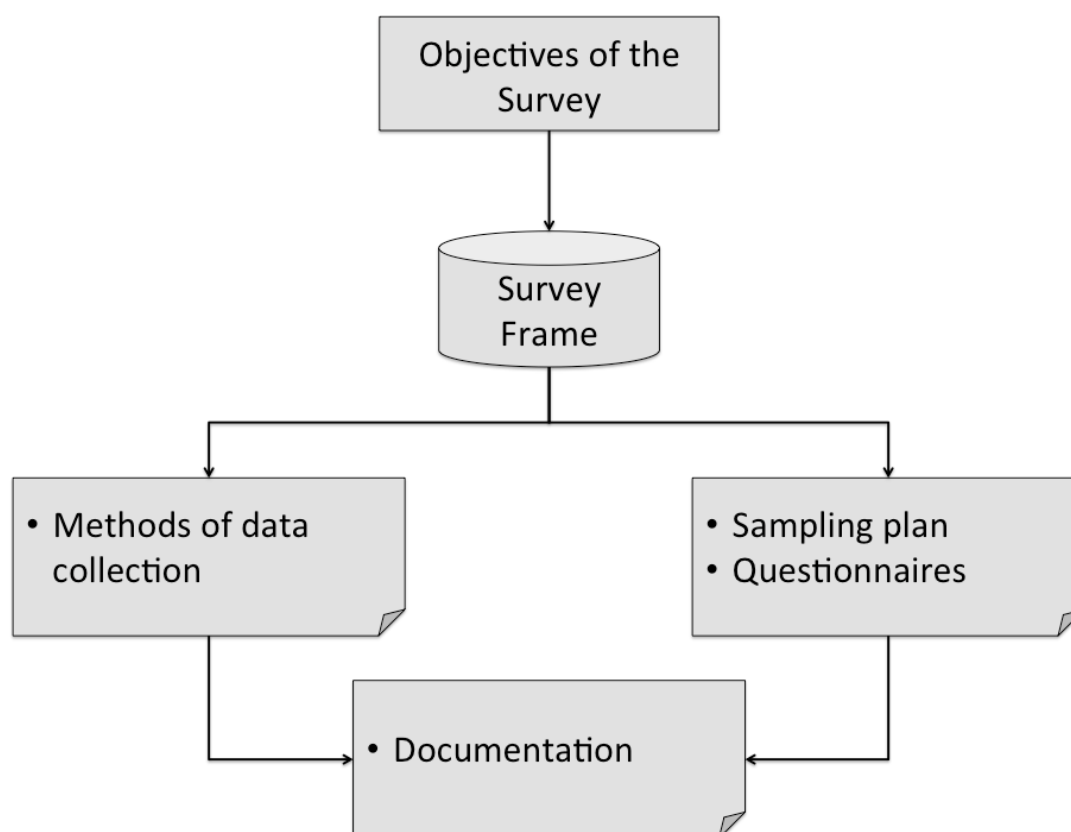 Objectives of the
Survey
Survey
Frame
• Methods of data
collection
• Sampling plan
• Questionnaires
• Documentation